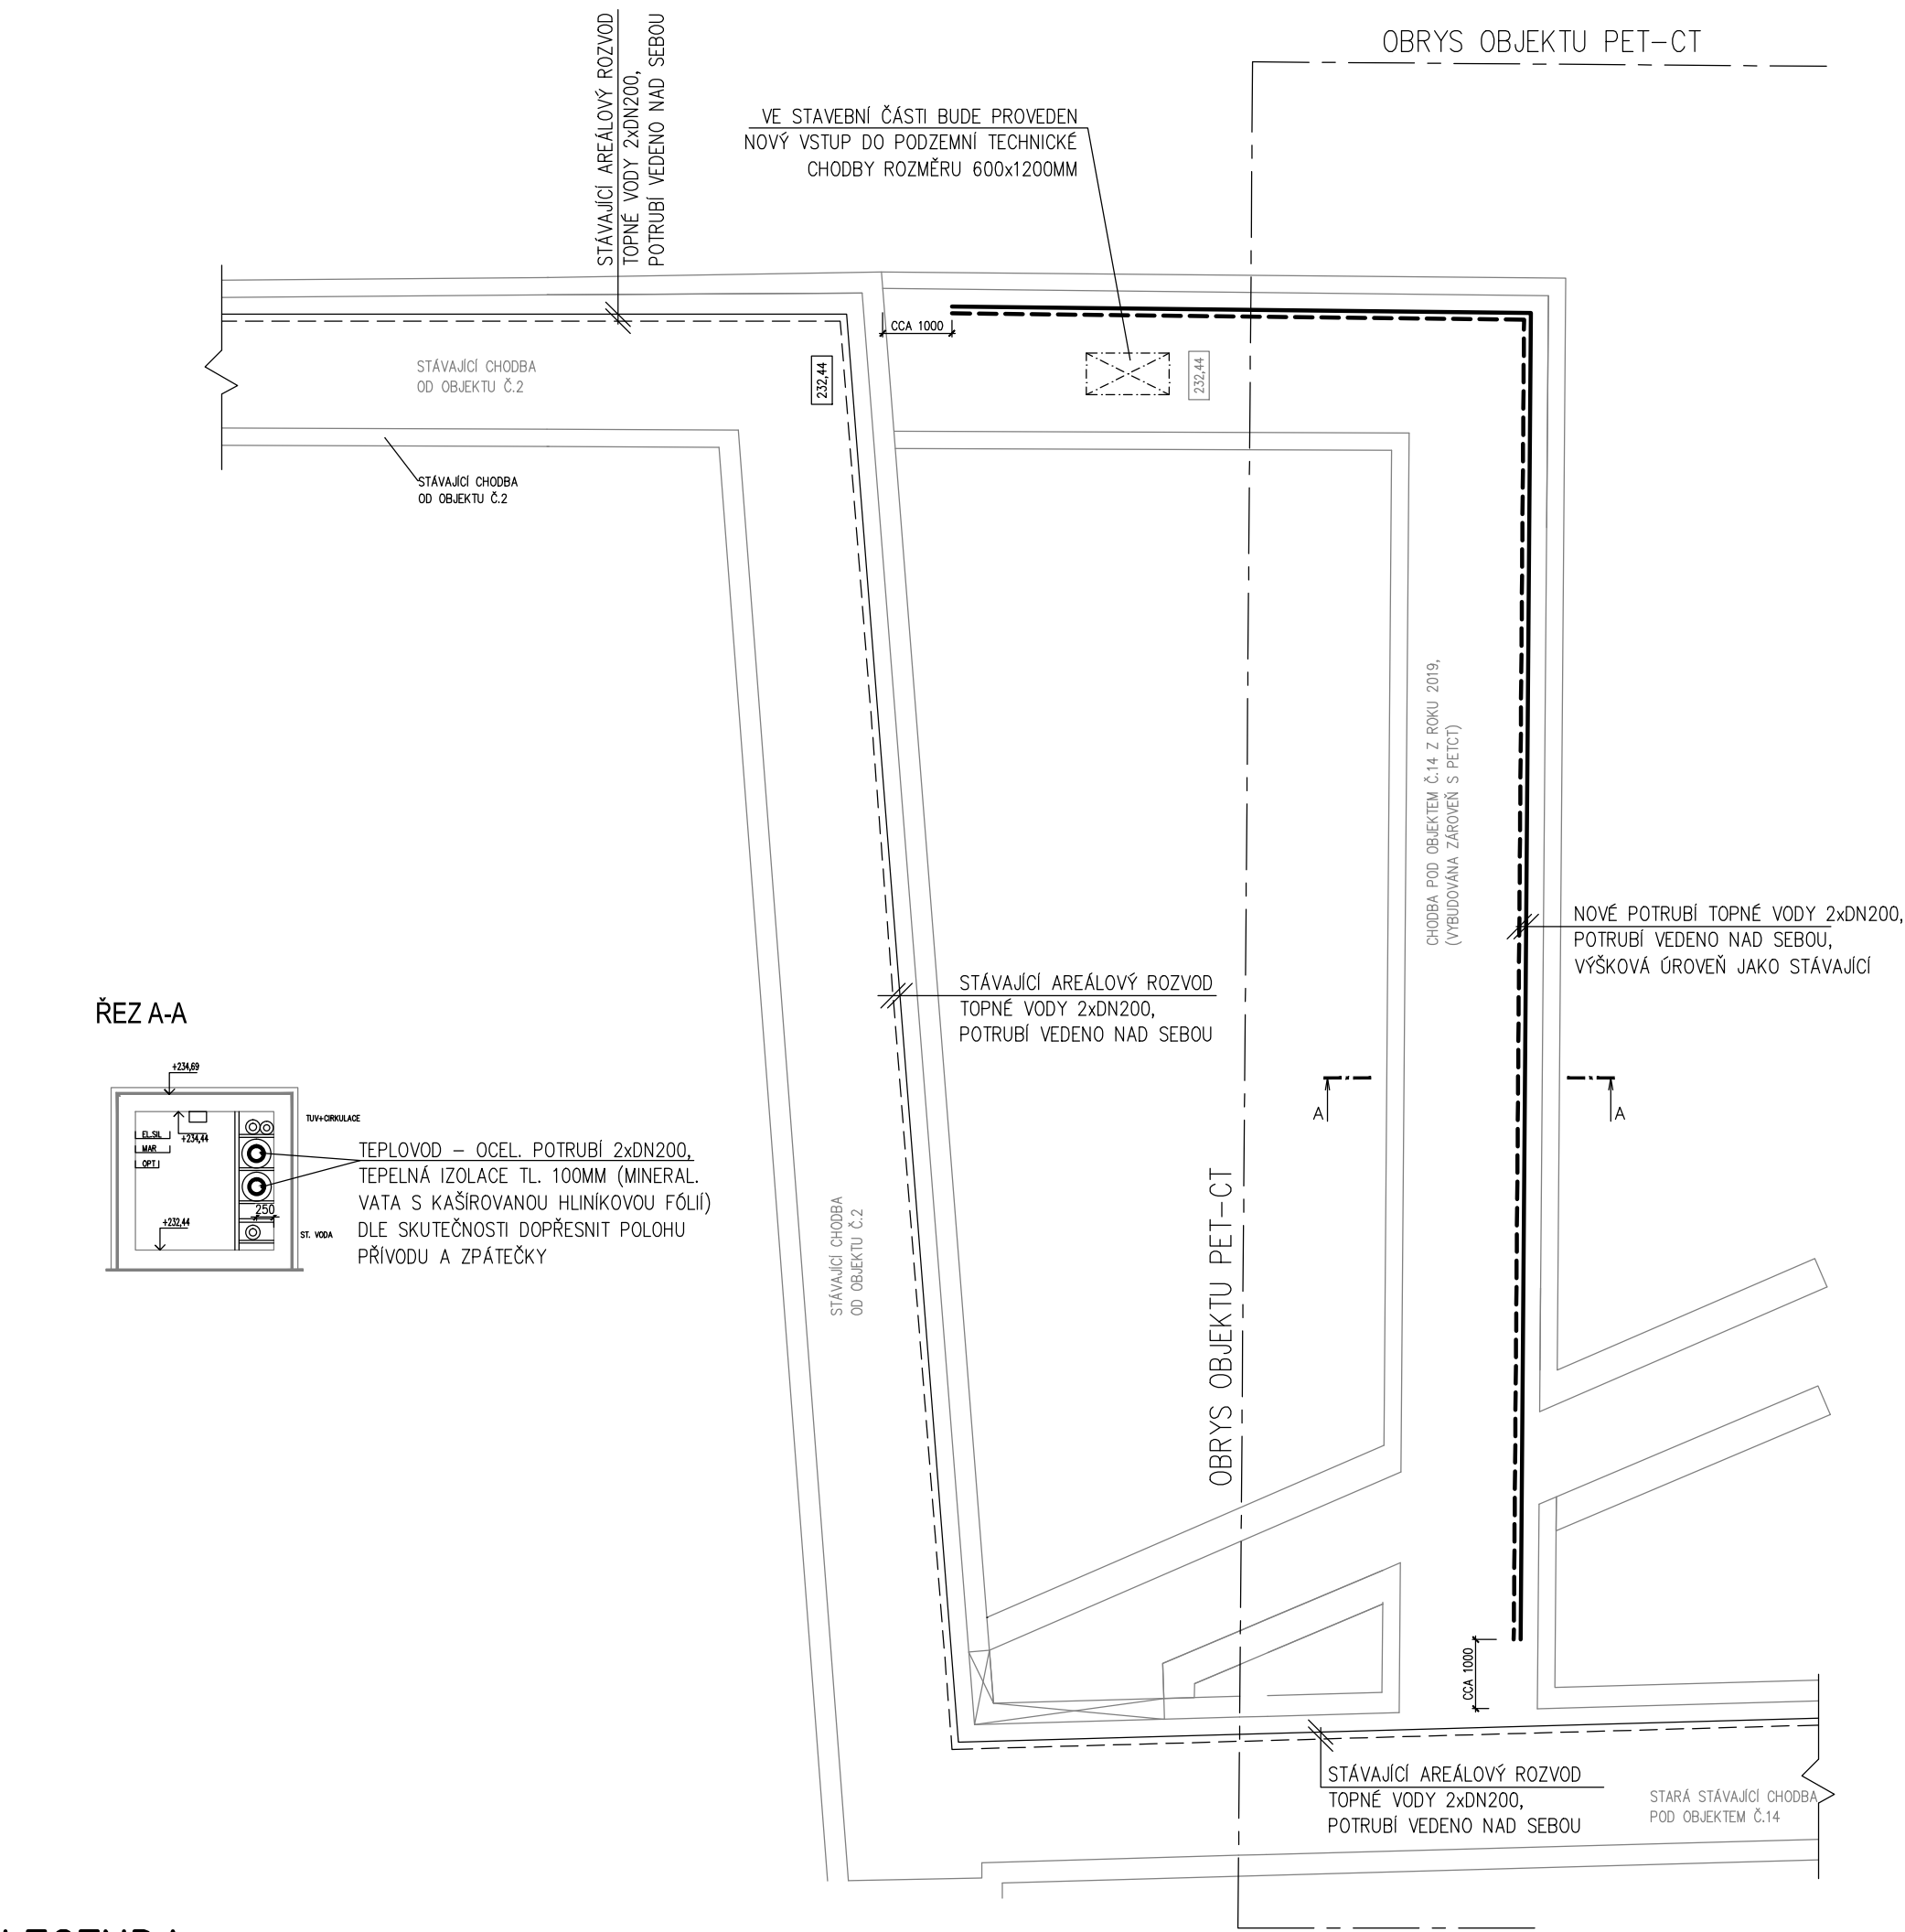 OBRYS OBJEKTU PET-CT
STÁVAJÍCÍ AREÁLOVÝ ROZVOD
TOPNÉ VODY 2xDN200,
POTRUBÍ VEDENO NAD SEBOU
VE STAVEBNÍ ČÁSTI BUDE PROVEDEN
NOVÝ VSTUP DO PODZEMNÍ TECHNICKÉ
CHODBY ROZMĚRU 600x1200MM
CCA 1000
STÁVAJÍCÍ CHODBA
OD OBJEKTU Č.2
232,44
232,44
STÁVAJÍCÍ CHODBA
OD OBJEKTU Č.2
CHODBA POD OBJEKTEM Č.14 Z ROKU 2019,
(VYBUDOVÁNA ZÁROVEŇ S PETCT)
NOVÉ POTRUBÍ TOPNÉ VODY 2xDN200,
POTRUBÍ VEDENO NAD SEBOU,
VÝŠKOVÁ ÚROVEŇ JAKO STÁVAJÍCÍ
STÁVAJÍCÍ AREÁLOVÝ ROZVOD
TOPNÉ VODY 2xDN200,
POTRUBÍ VEDENO NAD SEBOU
ŘEZ A-A
+234,69
TUV+CIRKULACE
EL.SIL
+234,44
MAR
OPT
TEPLOVOD – OCEL. POTRUBÍ 2xDN200,
TEPELNÁ IZOLACE TL. 100MM (MINERAL.
VATA S KAŠÍROVANOU HLINÍKOVOU FÓLIÍ)
DLE SKUTEČNOSTI DOPŘESNIT POLOHU
PŘÍVODU A ZPÁTEČKY
250
+232,44
ST. VODA
A
A
STÁVAJÍCÍ CHODBA
OD OBJEKTU Č.2
OBRYS OBJEKTU PET-CT
CCA 1000
STÁVAJÍCÍ AREÁLOVÝ ROZVOD
TOPNÉ VODY 2xDN200,
POTRUBÍ VEDENO NAD SEBOU
STARÁ STÁVAJÍCÍ CHODBA
POD OBJEKTEM Č.14